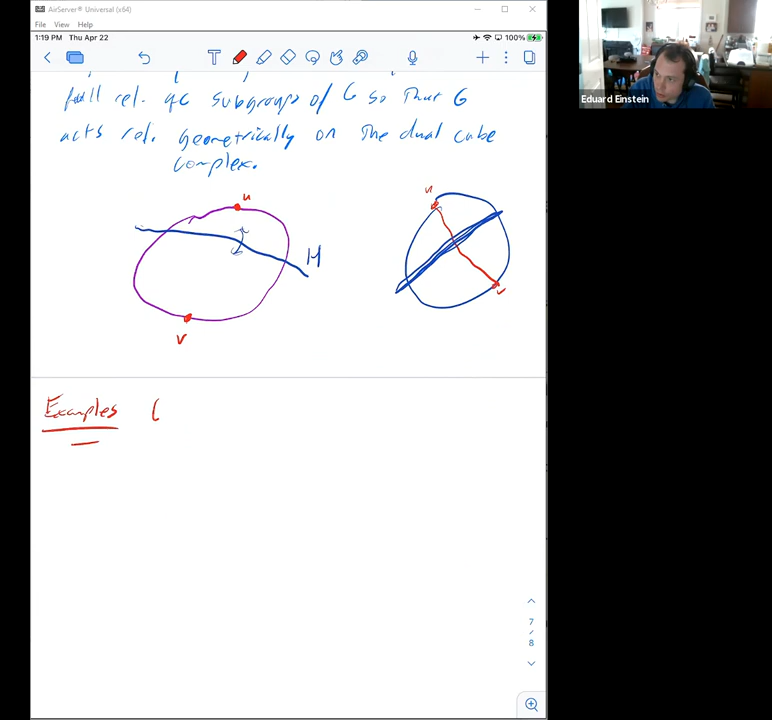 AirServer® Universal (x64)
File Edit View Help
1:19 PM Thu Apr 22
100%
Eduard Einstein
full rel. qc subgroups of G so that G
acts rel. geometrically on the dual cube
complex.
u
H
v
u
v
7
/
8
Examples (